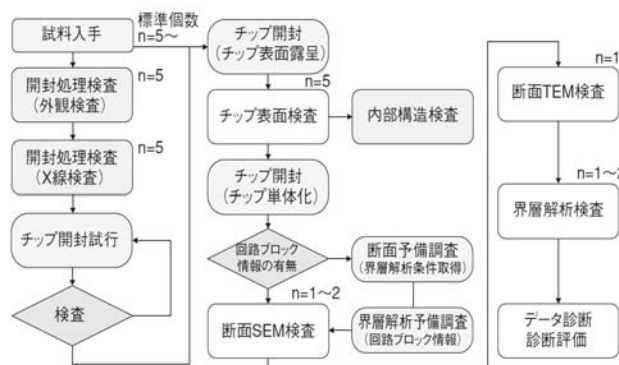 試料入手
標準個数
n=5～
開封処理検査
(外観検査)
n=5
開封処理検査
(X線検査)
n=5
チップ開封試行
検査
チップ開封
(チップ表面露呈)
n=5
チップ表面検査
内部構造検査
チップ開封
(チップ単体化)
回路ブロック
情報の有無
断面予備調査
(界層解析条件取得)
n=1～2
断面SEM検査
界層解析予備調査
(回路ブロック情報)
n=1
断面TEM検査
n=1～2
界層解析検査
データ診断
診断評価